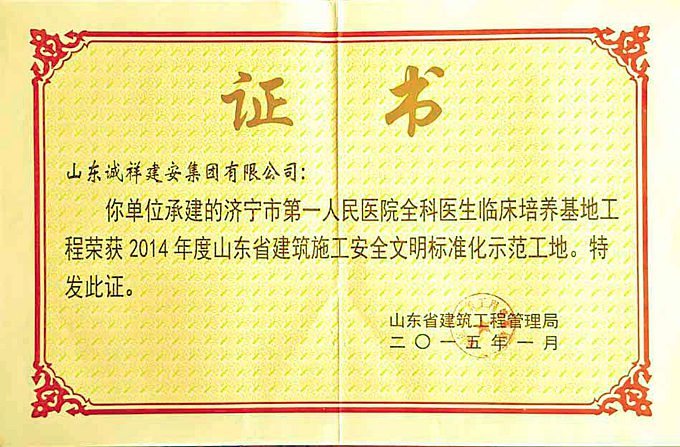 证书
山东诚祥建安集团有限公司：
你单位承建的济宁市第一人民医院全科医生临床培养基地工
程荣获 2014 年度山东省建筑施工安全文明标准化示范工地。特
发此证。
山东省建筑工程管理局
二〇一五年一月